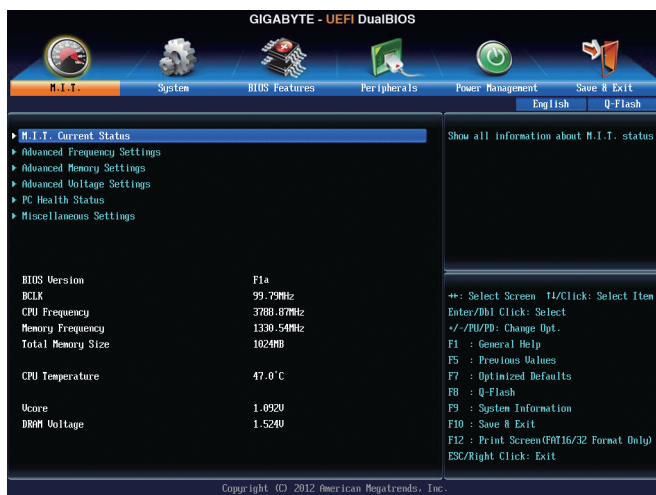 GIGABYTE - UEFI DualBIOS
M.I.T. System BIOS Features Peripherals Power Management Save & Exit
English Q-Flash
M.I.T. Current Status
Advanced Frequency Settings
Advanced Memory Settings
Advanced Voltage Settings
PC Health Status
Miscellaneous Settings
BIOS Version F1a
BCLK 99.79MHz
CPU Frequency 3788.87MHz
Memory Frequency 1330.54MHz
Total Memory Size 1024MB
CPU Temperature 47.0°C
Vcore 1.092V
DRAM Voltage 1.524V
Show all information about M.I.T. status
→←: Select Screen ↑↓/Click: Select Item
Enter/Dbl Click: Select
+/-/PU/PD: Change Opt.
F1 : General Help
F5 : Previous Values
F7 : Optimized Defaults
F8 : Q-Flash
F9 : System Information
F10 : Save & Exit
F12 : Print Screen(FAT16/32 Format Only)
ESC/Right Click: Exit
Copyright (C) 2012 American Megatrends, Inc.